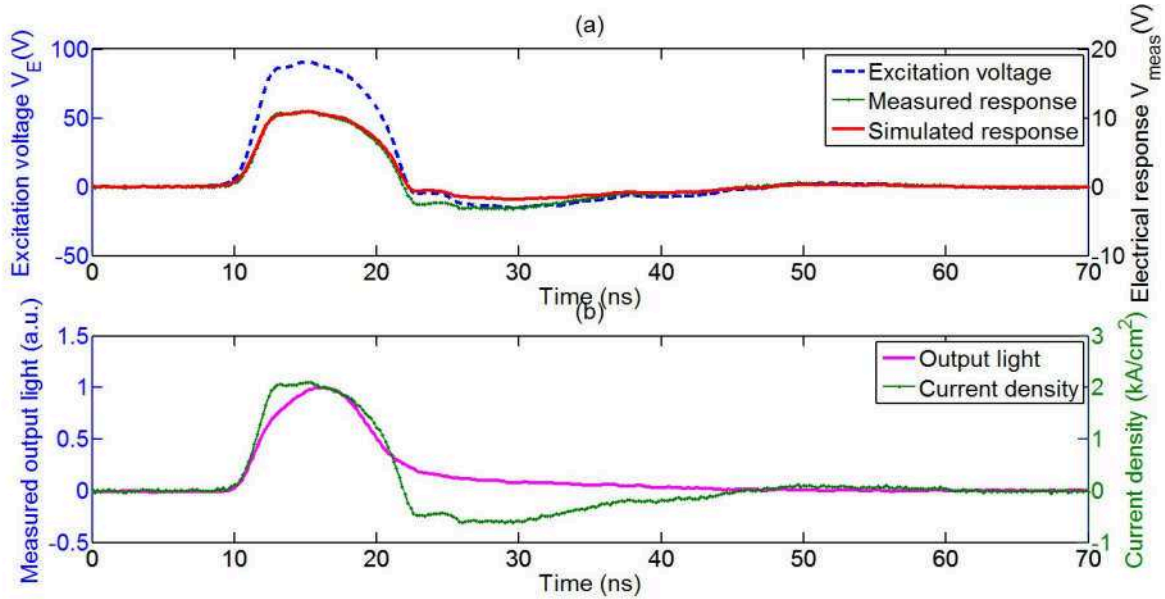 (a)
Excitation voltage V_E(V)
100
50
0
-50
Excitation voltage
Measured response
Simulated response
20
10
0
-10
Electrical response V_meas(V)
0 10 20 30 40 50 60 70
Time (ns)
(b)
Measured output light (a.u.)
1.5
1
0.5
0
-0.5
Output light
Current density
3
2
1
0
-1
Current density (kA/cm²)
0 10 20 30 40 50 60 70
Time (ns)